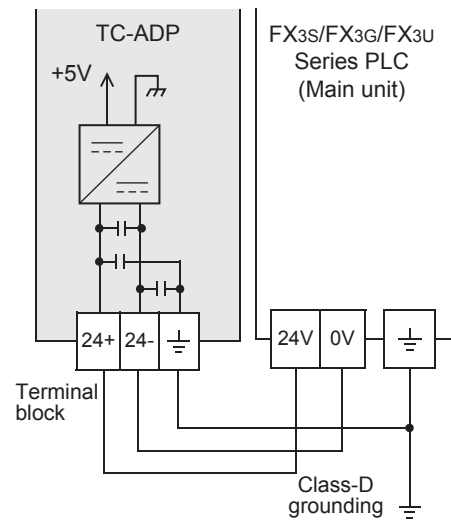 TC-ADP
FX3S/FX3G/FX3U
Series PLC
(Main unit)
+5V
24+ 24-
24V 0V
Terminal
block
Class-D
grounding